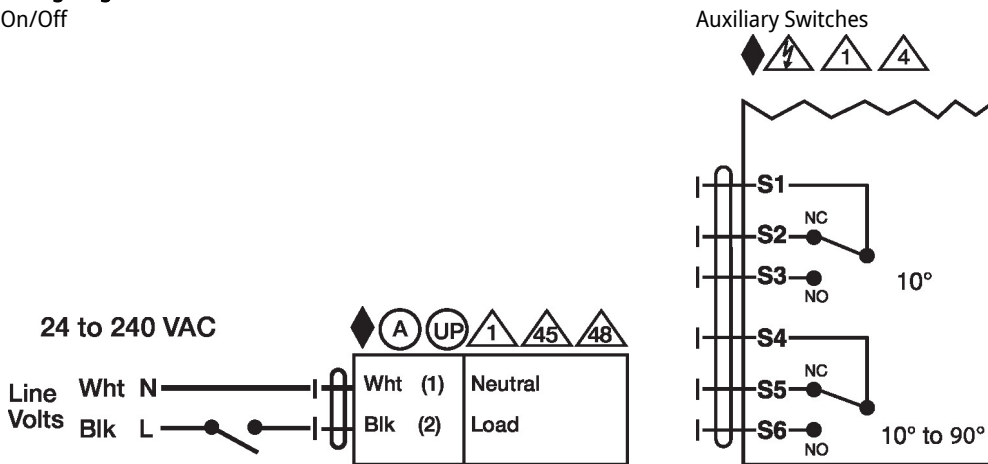 On/Off
24 to 240 VAC
A UP 1 45 48
Line Volts
Wht N
Blk L
Wht (1) Neutral
Blk (2) Load
Auxiliary Switches
1 4
S1
NC
S2
S3
NO
10°
S4
NC
S5
S6
NO
10° to 90°